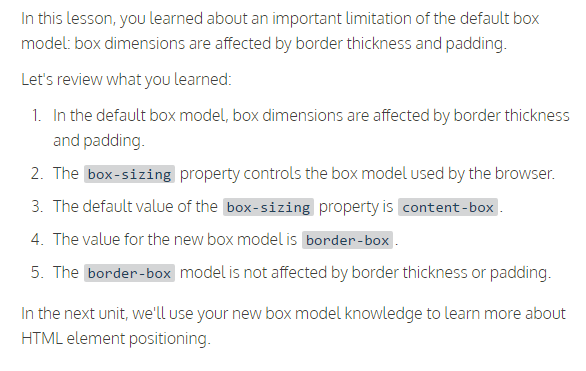 In this lesson, you learned about an important limitation of the default box
model: box dimensions are affected by border thickness and padding.
Let's review what you learned:
1. In the default box model, box dimensions are affected by border thickness
and padding.
2. The box-sizing property controls the box model used by the browser.
3. The default value of the box-sizing property is content-box.
4. The value for the new box model is border-box.
5. The border-box model is not affected by border thickness or padding.
In the next unit, we'll use your new box model knowledge to learn more about
HTML element positioning.